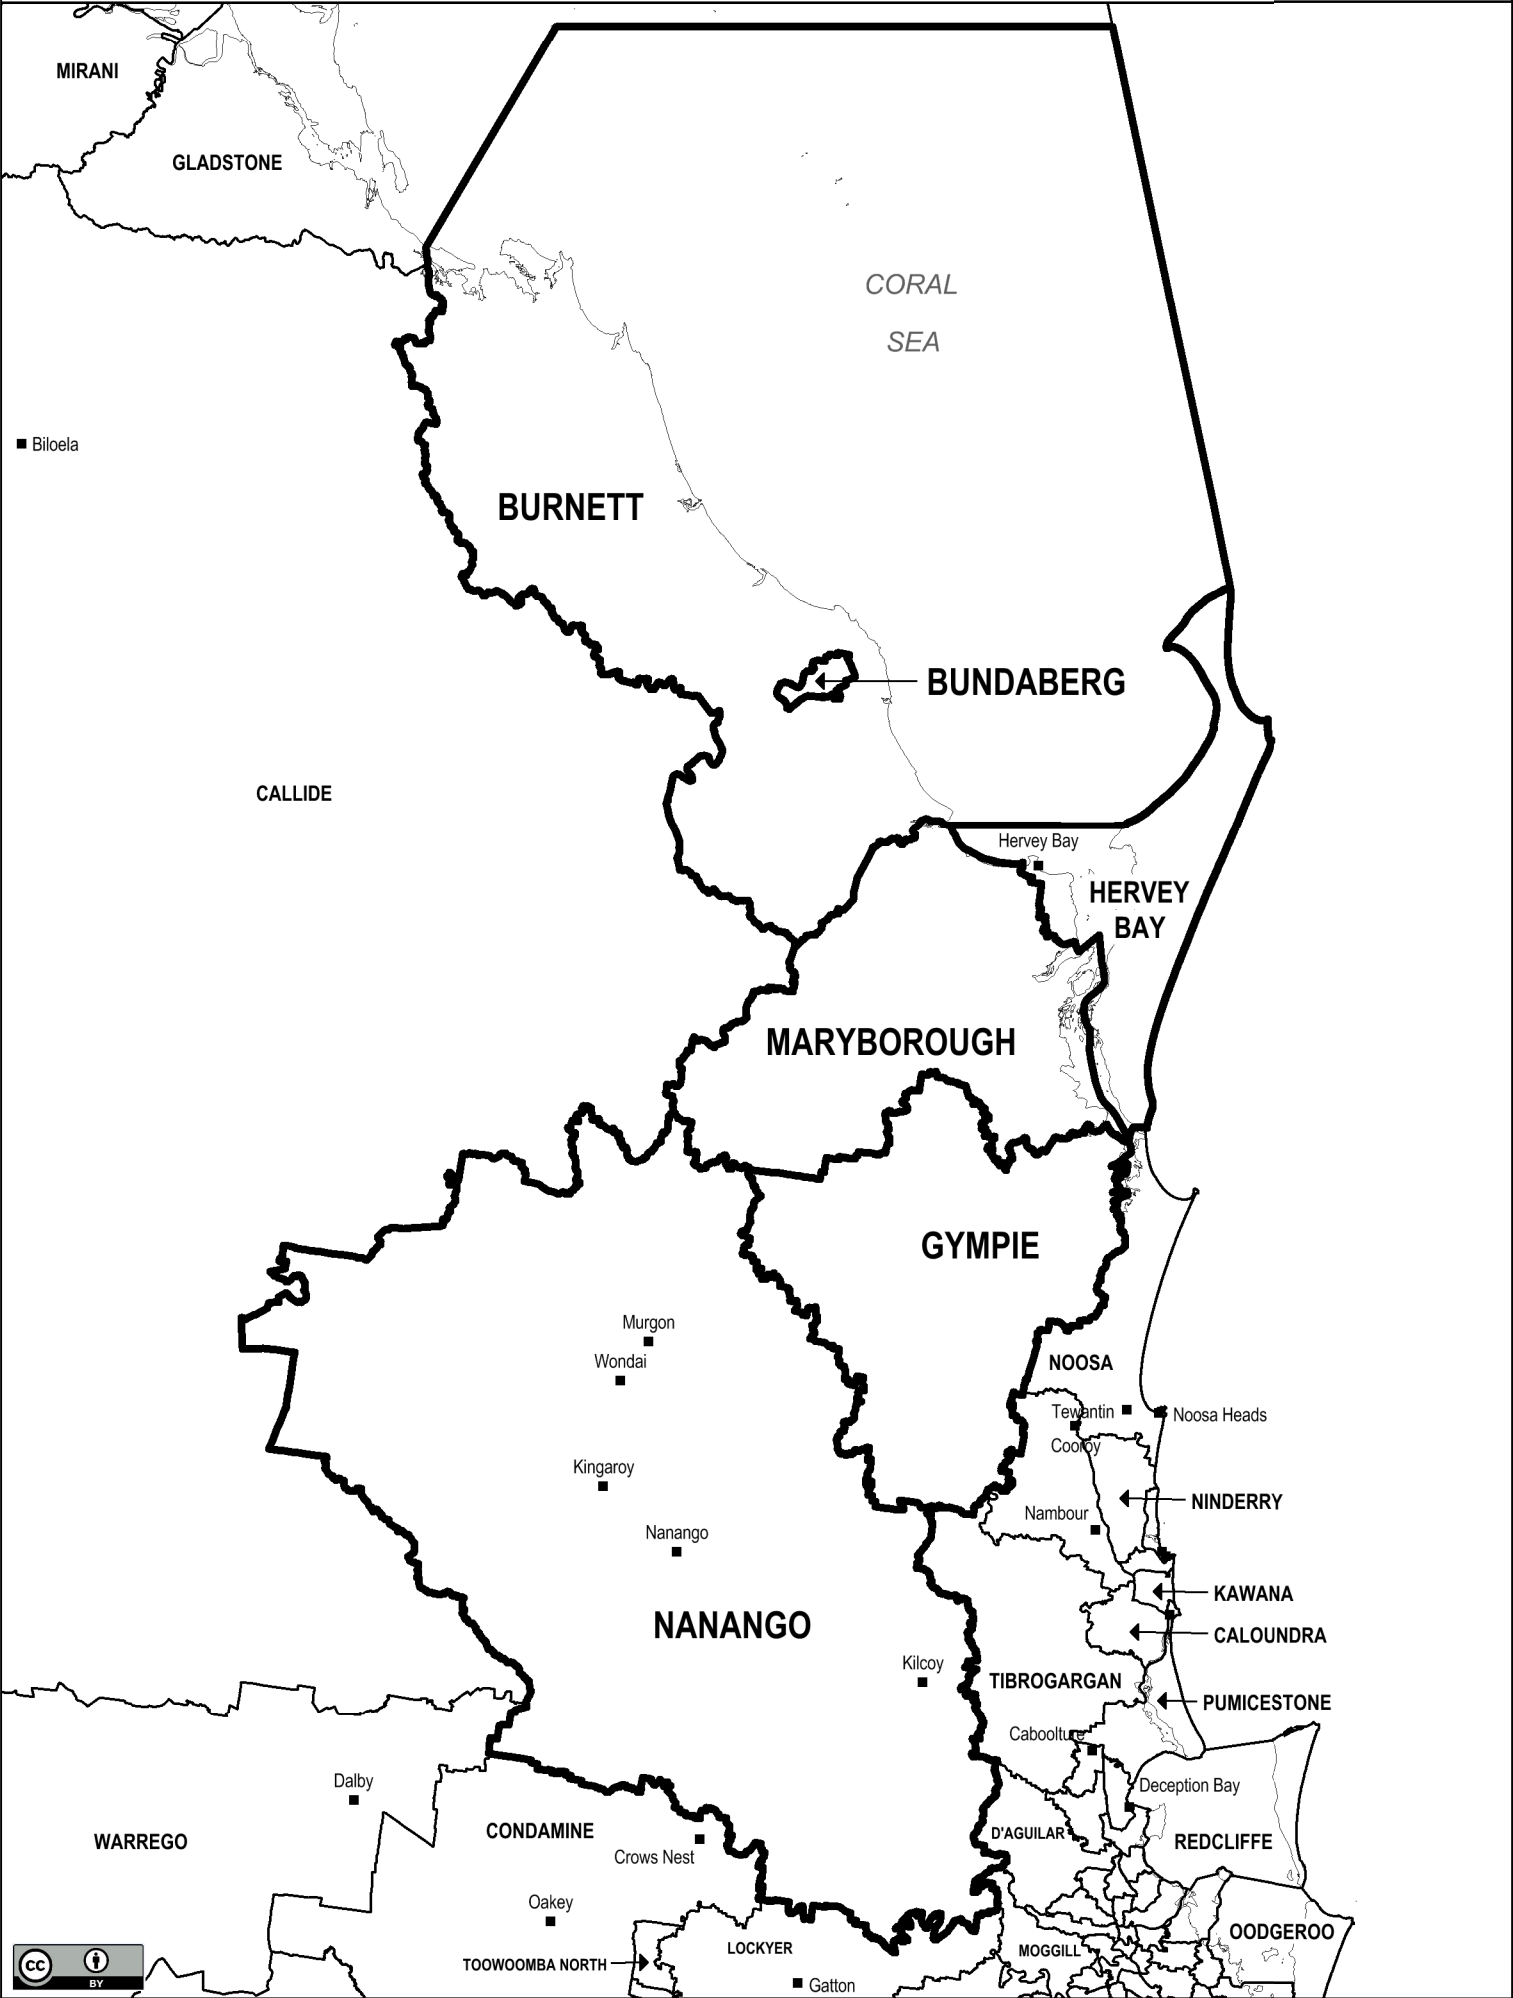 MIRANI
GLADSTONE
CORAL
SEA
Biloela
BURNETT
BUNDABERG
CALLIDE
Hervey Bay
HERVEY
BAY
MARYBOROUGH
GYMPIE
Murgon
Wondai
NOOSA
Tewantin
Noosa Heads
Cooroy
Kingaroy
NINDERRY
Nambour
Nanango
KAWANA
NANANGO
CALOUNDRA
Kilcoy
TIBROGARGAN
PUMICESTONE
Caboolture
Dalby
Deception Bay
CONDAMINE
D'AGUILAR
WARREGO
REDCLIFFE
Crows Nest
Oakey
OODGEROO
LOCKYER
MOGGILL
TOOWOOMBA NORTH
Gatton
CC
BY